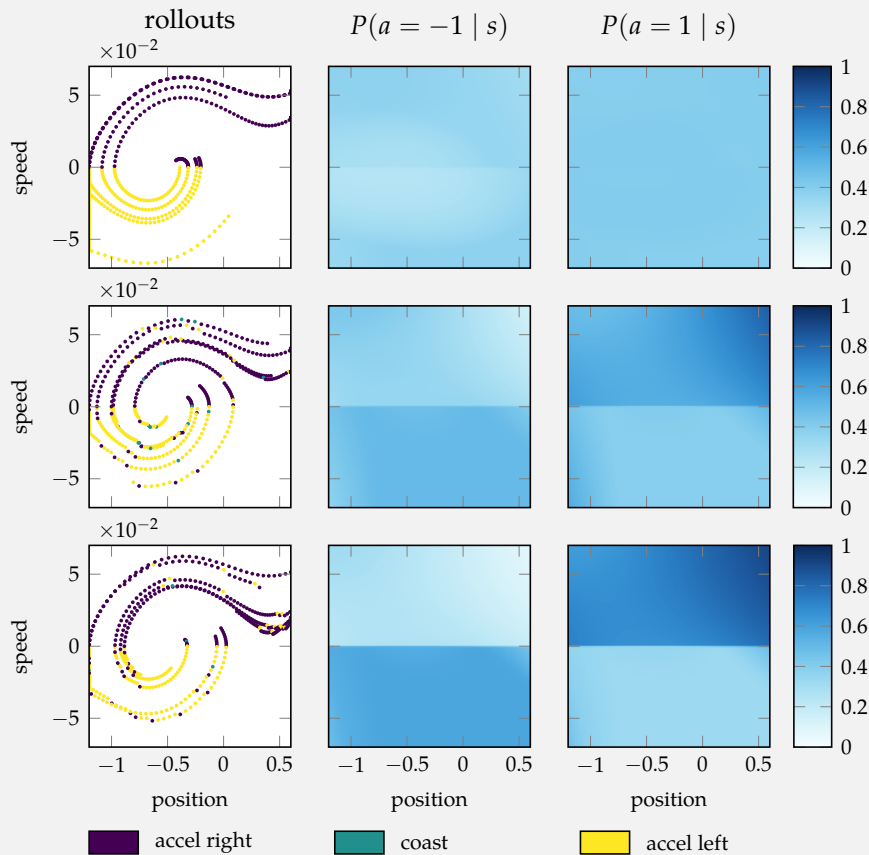 rollouts
P(a = −1 | s)
P(a = 1 | s)
×10−2
5
0
−5
speed
1
0.8
0.6
0.4
0.2
0
×10−2
5
0
−5
speed
1
0.8
0.6
0.4
0.2
0
×10−2
5
0
−5
speed
1
0.8
0.6
0.4
0.2
0
−1 −0.5 0 0.5
−1 −0.5 0 0.5
−1 −0.5 0 0.5
position
position
position
accel right
coast
accel left